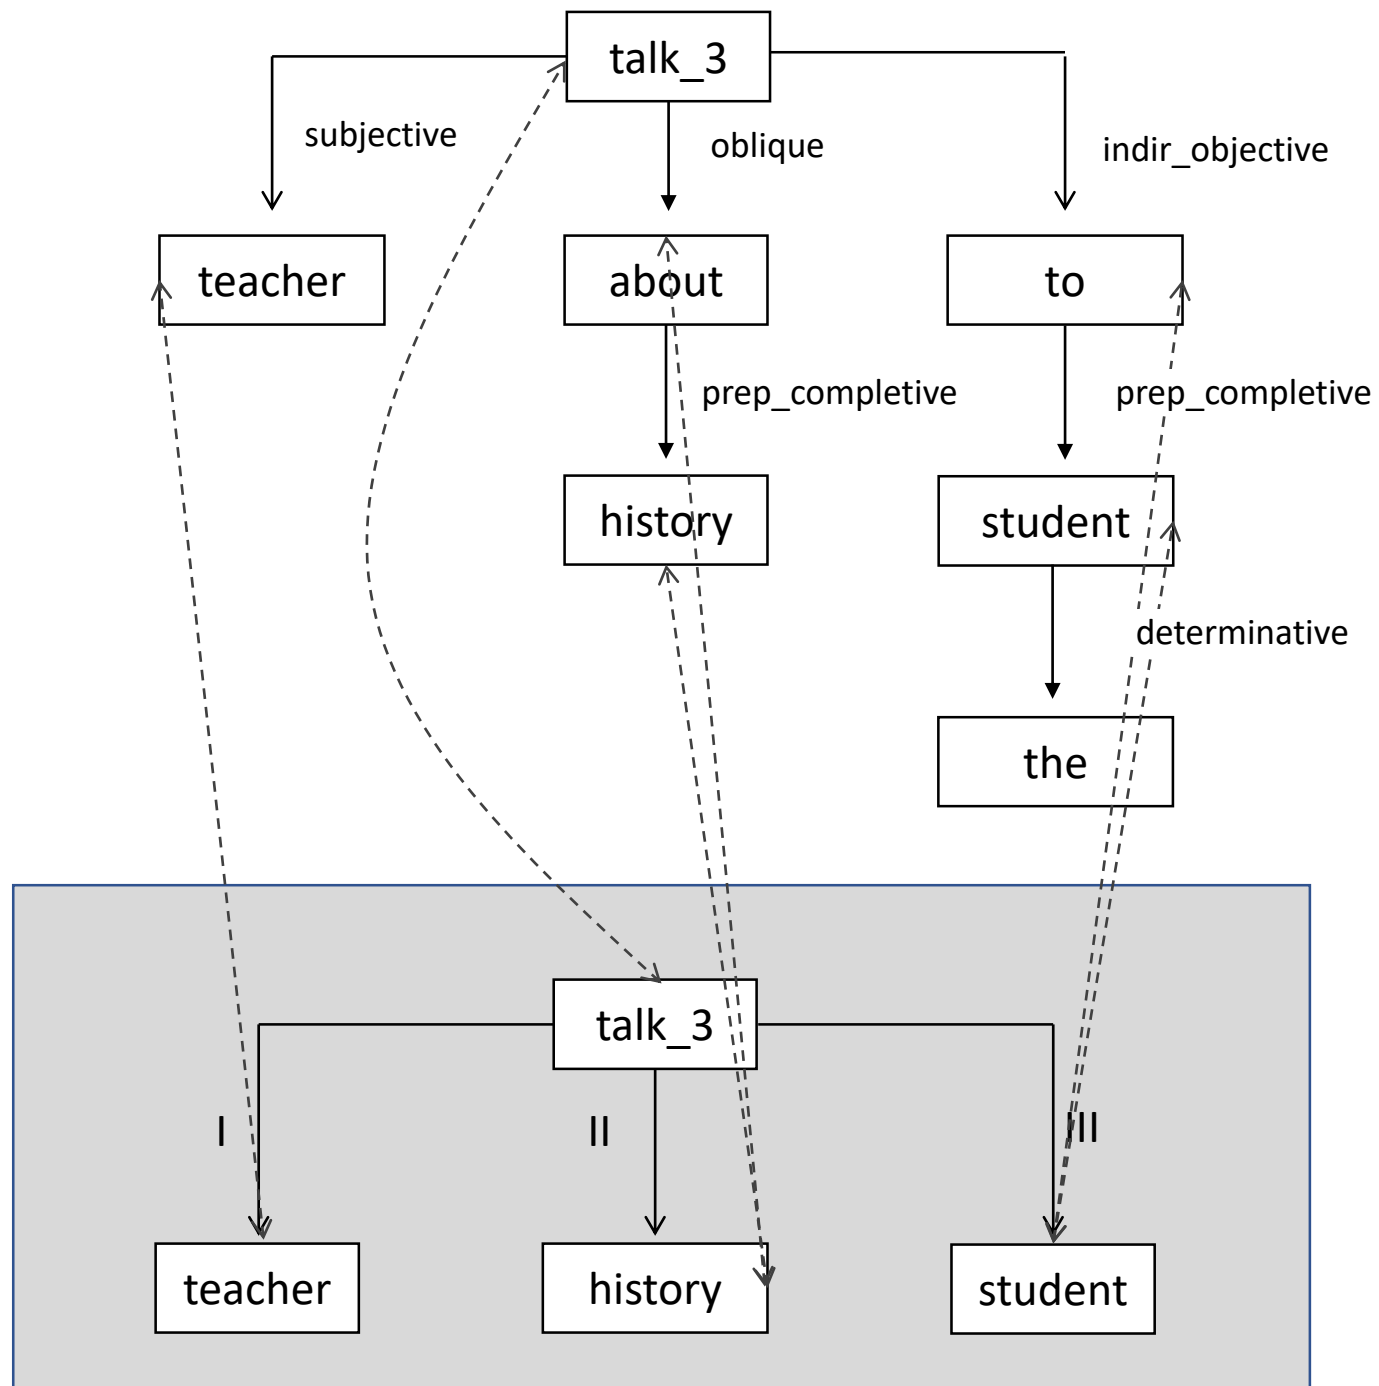 talk_3
subjective
oblique
indir_objective
teacher
about
to
prep_completive
prep_completive
history
student
determinative
the
talk_3
I
II
III
teacher
history
student